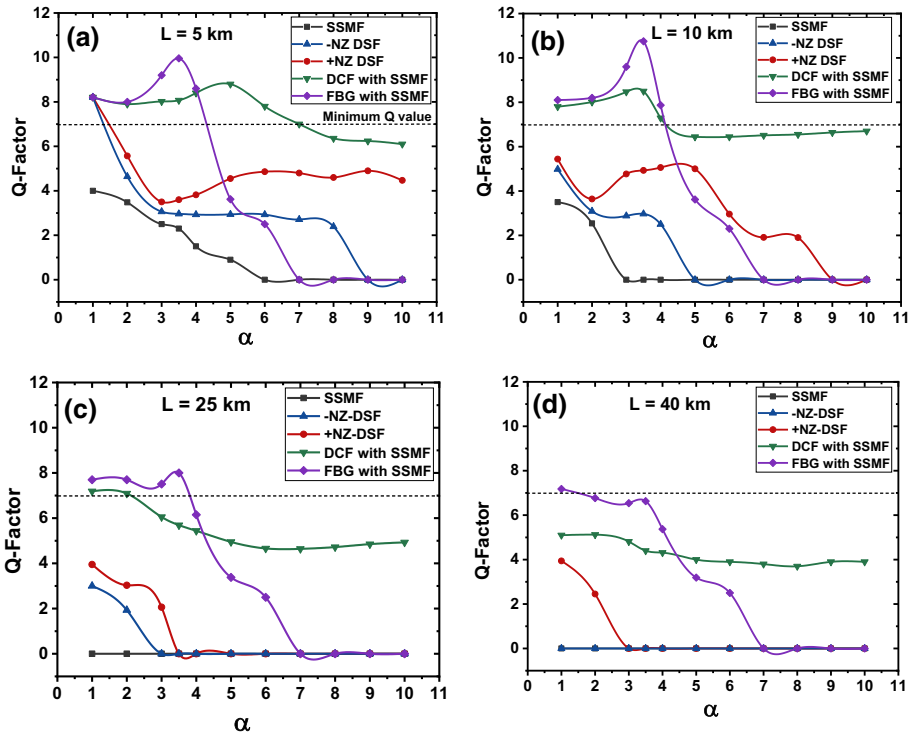 (a)
L = 5 km
SSMF
-NZ DSF
+NZ DSF
DCF with SSMF
FBG with SSMF
Minimum Q value
Q-Factor
12
10
8
6
4
2
0
0 1 2 3 4 5 6 7 8 9 10 11
α
(b)
L = 10 km
SSMF
-NZ DSF
+NZ DSF
DCF with SSMF
FBG with SSMF
Q-Factor
12
10
8
6
4
2
0
0 1 2 3 4 5 6 7 8 9 10 11
α
(c)
L = 25 km
SSMF
-NZ-DSF
+NZ-DSF
DCF with SSMF
FBG with SSMF
Q-Factor
12
10
8
6
4
2
0
0 1 2 3 4 5 6 7 8 9 10 11
α
(d)
L = 40 km
SSMF
-NZ-DSF
+NZ-DSF
DCF with SSMF
FBG with SSMF
Q-Factor
12
10
8
6
4
2
0
0 1 2 3 4 5 6 7 8 9 10 11
α